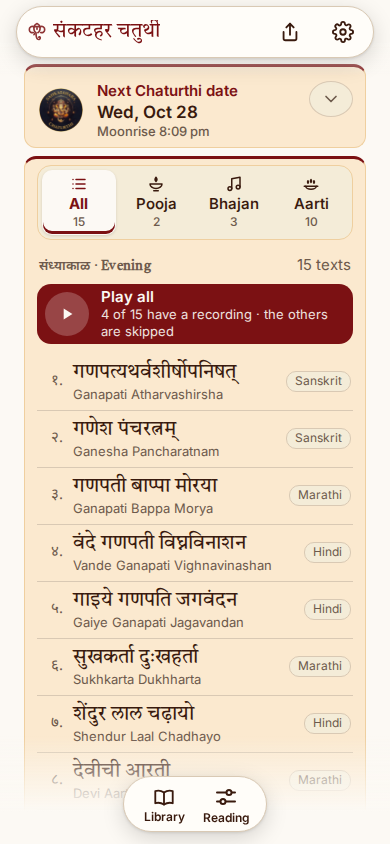 संकटहर चतुर्थी
Next Chaturthi date
Wed, Oct 28
Moonrise 8:09 pm
All
15
Pooja
2
Bhajan
3
Aarti
10
संध्याकाळ · Evening
15 texts
Play all
4 of 15 have a recording · the others
are skipped
१.
गणपत्यथर्वशीर्षोपनिषत्
Ganapati Atharvashirsha
Sanskrit
२.
गणेश पंचरत्नम्
Ganesha Pancharatnam
Sanskrit
३.
गणपती बाप्पा मोरया
Ganapati Bappa Morya
Marathi
४.
वंदे गणपती विघ्नविनाशन
Vande Ganapati Vighnavinashan
Hindi
५.
गाइये गणपति जगवंदन
Gaiye Ganapati Jagavandan
Hindi
६.
सुखकर्ता दुःखहर्ता
Sukhkarta Dukhharta
Marathi
७.
शेंदुर लाल चढ़ायो
Shendur Laal Chadhayo
Hindi
८.
देवीची आरती
Devi
Marathi
Library
Reading